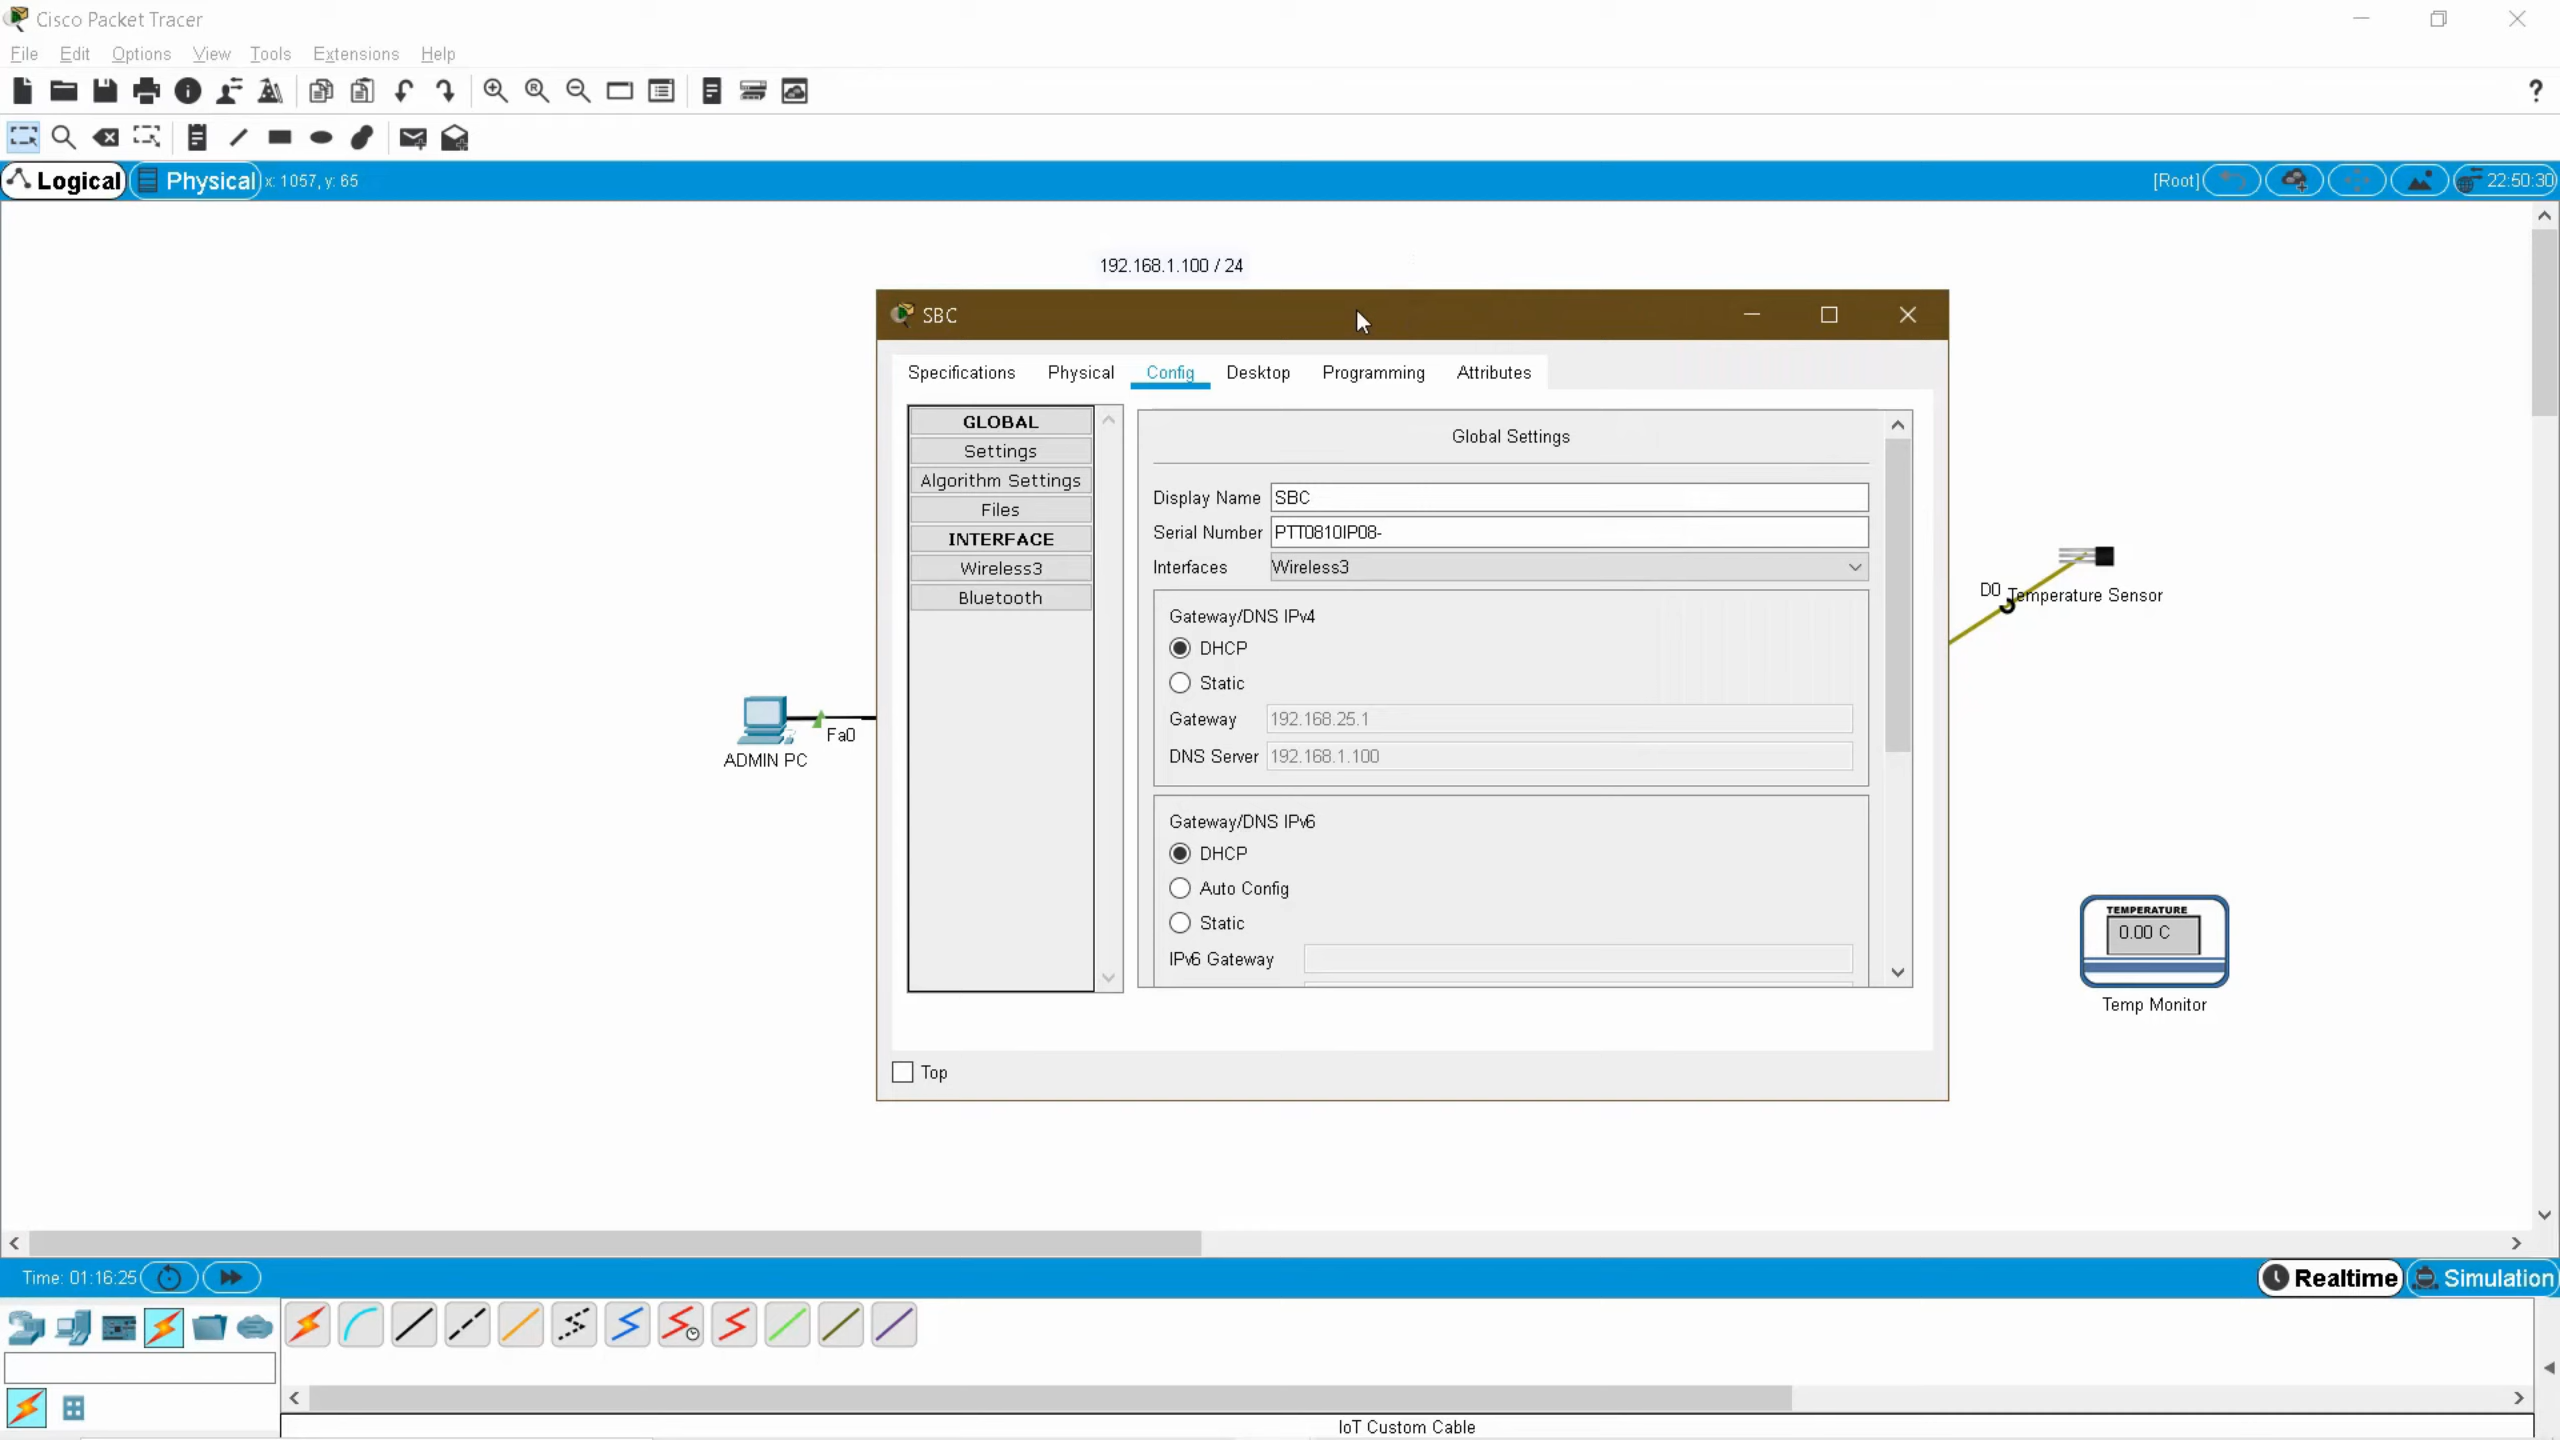 Cisco Packet Tracer
File Edit Options View Tools Extensions Help
Logical Physical x: 1057, y: 65 [Root] 22:50:30
192.168.1.100 / 24
SBC
Specifications Physical Config Desktop Programming Attributes
GLOBAL
Settings
Algorithm Settings
Files
INTERFACE
Wireless3
Bluetooth
Global Settings
Display Name SBC
Serial Number PTT0810IP08-
Interfaces Wireless3
Gateway/DNS IPv4
DHCP
Static
Gateway 192.168.25.1
DNS Server 192.168.1.100
Gateway/DNS IPv6
DHCP
Auto Config
Static
IPv6 Gateway
Top
Fa0
ADMIN PC
D0
Temperature Sensor
TEMPERATURE
0.00 C
Temp Monitor
Time: 01:16:25 Realtime Simulation
IoT Custom Cable